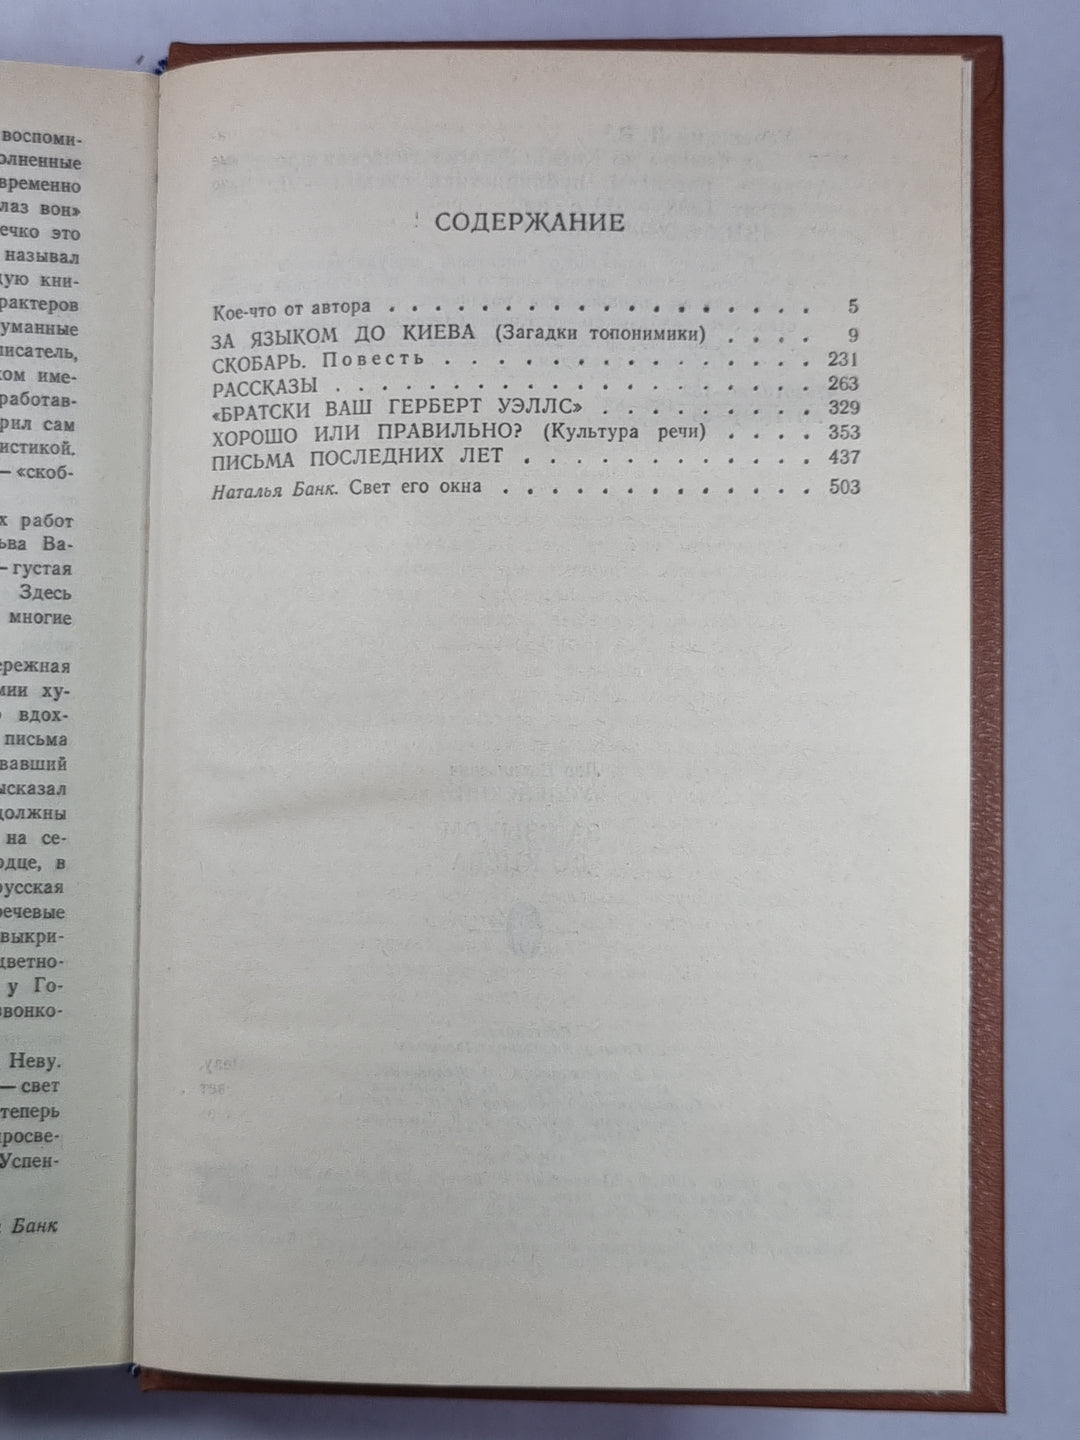 воспоми-
олненные
временно
лаз вон»
ечко это
называл
дую кни-
рактеров
уманные
писатель,
ком име-
работав-
рил сам
истикой.
— «скоб-
х работ
ьва Ва-
— густая
Здесь
многие
ережная
мии ху-
вдох-
письма
вавший
ысказал
должны
на се-
рдце, в
русская
речевые
выкри-
цветно-
у Го-
звонко-
Неву.
— свет
теперь
просве-
Успен-
Банк
СОДЕРЖАНИЕ
Кое-что от автора . . . . . . . . . . . . . . . . . . 5
ЗА ЯЗЫКОМ ДО КИЕВА (Загадки топонимики) . . . . 9
СКОБАРЬ. Повесть . . . . . . . . . . . . . . 231
РАССКАЗЫ . . . . . . . . . . . . . . . . 263
«БРАТСКИ ВАШ ГЕРБЕРТ УЭЛЛС» . . . . . . . . . 329
ХОРОШО ИЛИ ПРАВИЛЬНО? (Культура речи) . . . . 353
ПИСЬМА ПОСЛЕДНИХ ЛЕТ . . . . . . . . . . . 437
Наталья Банк. Свет его окна . . . . . . . . . . . . . 503